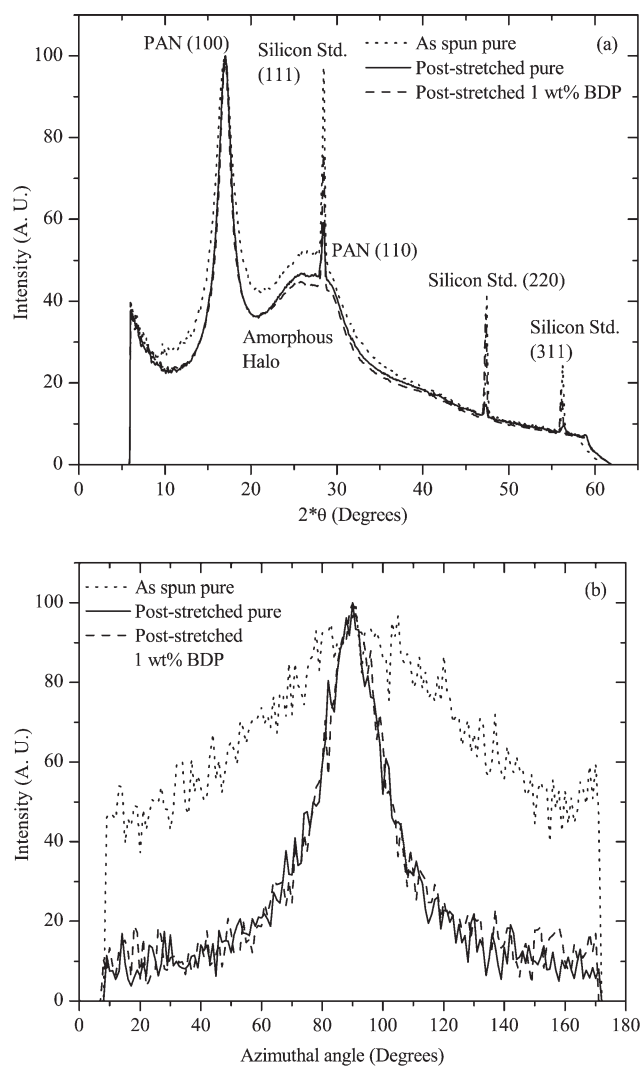 (a)
PAN (100)
Silicon Std.
(111)
As spun pure
Post-stretched pure
Post-stretched 1 wt% BDP
PAN (110)
Silicon Std. (220)
Silicon Std.
(311)
Amorphous
Halo
Intensity (A. U.)
100
80
60
40
20
0
0 10 20 30 40 50 60
2*θ (Degrees)
(b)
As spun pure
Post-stretched pure
Post-stretched
1 wt% BDP
Intensity (A. U.)
100
80
60
40
20
0
0 20 40 60 80 100 120 140 160 180
Azimuthal angle (Degrees)